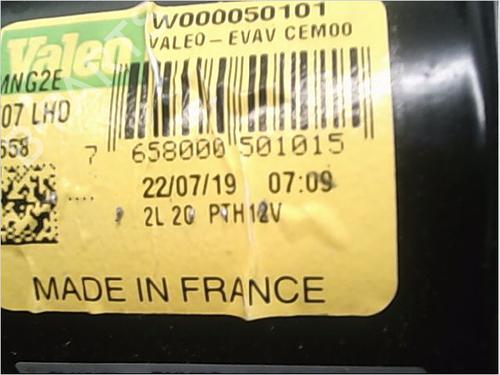 W000050101
Valeo
VALEO-EVAV CEM00
MNG2E
07 LHD
658
7 658000 501015
22/07/19 07:09
2L 20 PTH12V
MADE IN FRANCE